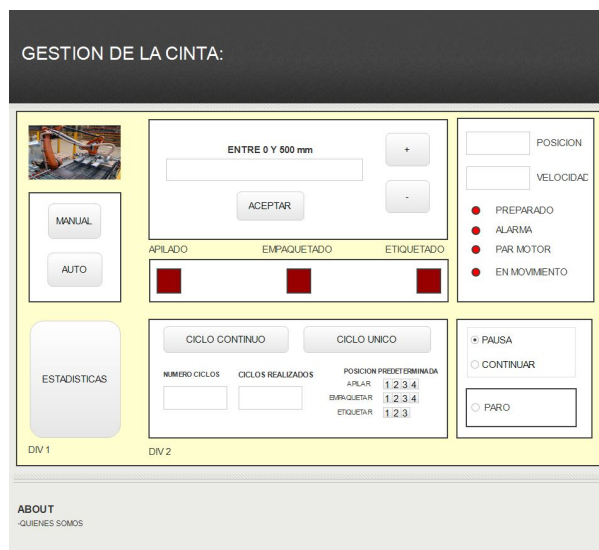 GESTION DE LA CINTA:
MANUAL
AUTO
ENTRE 0 Y 500 mm
+
ACEPTAR
-
POSICION
VELOCIDAD
PREPARADO
ALARMA
PAR MOTOR
EN MOVIMIENTO
APILADO EMPAQUETADO ETIQUETADO
ESTADISTICAS
CICLO CONTINUO CICLO UNICO
NUMERO CICLOS CICLOS REALIZADOS POSICION PREDETERMINADA
APILAR 1 2 3 4
EMPAQUETAR 1 2 3 4
ETIQUETAR 1 2 3
PAUSA
CONTINUAR
PARO
DIV 1 DIV 2
ABOUT
-QUIENES SOMOS